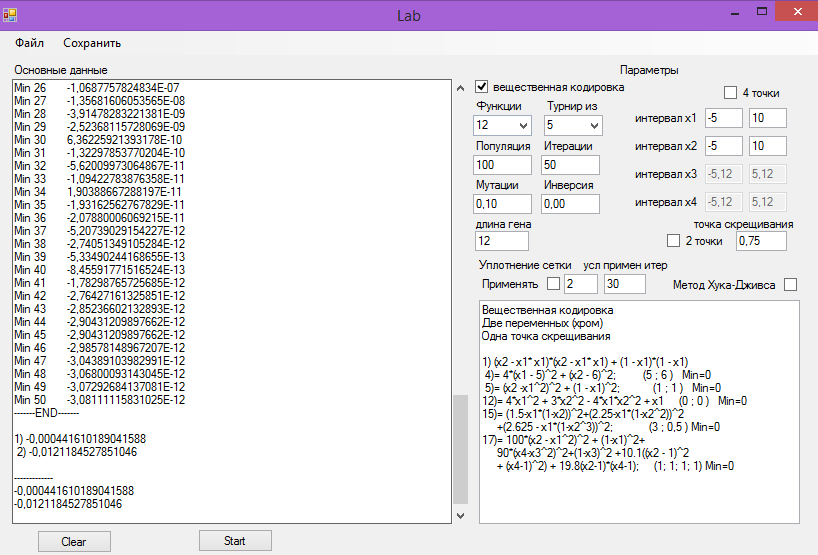 Lab
Файл Сохранить
Основные данные
Min 26 -1,0687757824834E-07
Min 27 -1,35681606053565E-08
Min 28 -3,91478283221381E-09
Min 29 -2,52368115728069E-09
Min 30 6,36225921393178E-10
Min 31 -1,32297853770204E-10
Min 32 -5,62009973064867E-11
Min 33 -1,09422783876358E-11
Min 34 1,90388667288197E-11
Min 35 -1,93162562767829E-11
Min 36 -2,07880006069215E-11
Min 37 -5,20739029154227E-12
Min 38 -2,74051349105284E-12
Min 39 -5,33490244168655E-13
Min 40 -8,45591771516524E-13
Min 41 -1,78298765725685E-12
Min 42 -2,76427161325851E-12
Min 43 -2,85236602132893E-12
Min 44 -2,90431209897662E-12
Min 45 -2,90431209897662E-12
Min 46 -2,98578148967207E-12
Min 47 -3,04389103982991E-12
Min 48 -3,06800093143045E-12
Min 49 -3,07292684137081E-12
Min 50 -3,08111115831025E-12
-------END-------
1) -0,000441610189041588
2) -0,0121184527851046
-------------
-0,000441610189041588
-0,0121184527851046
Clear Start
Параметры
вещественная кодировка
4 точки
Функции Турнир из
12 5
Популяция Итерации
100 50
Мутации Инверсия
0,10 0,00
длина гена
12
интервал x1 -5 10
интервал x2 -5 10
интервал x3 -5,12 5,12
интервал x4 -5,12 5,12
точка скрещивания
2 точки 0,75
Уплотнение сетки усл примен итер
Применять 2 30 Метод Хука-Дживса
Вещественная кодировка
Две переменных (хром)
Одна точка скрещивания
1) (x2 - x1* x1)*(x2 - x1* x1) + (1 - x1)*(1 - x1)
4)= 4*(x1 - 5)^2 + (x2 - 6)^2; (5 ; 6 ) Min=0
5)= (x2 -x1^2)^2 + (1 - x1)^2; (1 ; 1 ) Min=0
12)= 4*x1^2 + 3*x2^2 - 4*x1*x2^2 + x1 (0 ; 0 ) Min=0
15)= (1.5-x1*(1-x2))^2+(2.25-x1*(1-x2^2))^2
+(2.625 - x1*(1-x2^3))^2; (3 ; 0,5 ) Min=0
17)= 100*(x2 - x1^2)^2 + (1-x1)^2+
90*(x4-x3^2)^2+(1-x3)^2 +10.1((x2 - 1)^2
+ (x4-1)^2) + 19.8(x2-1)*(x4-1); (1; 1; 1; 1) Min=0